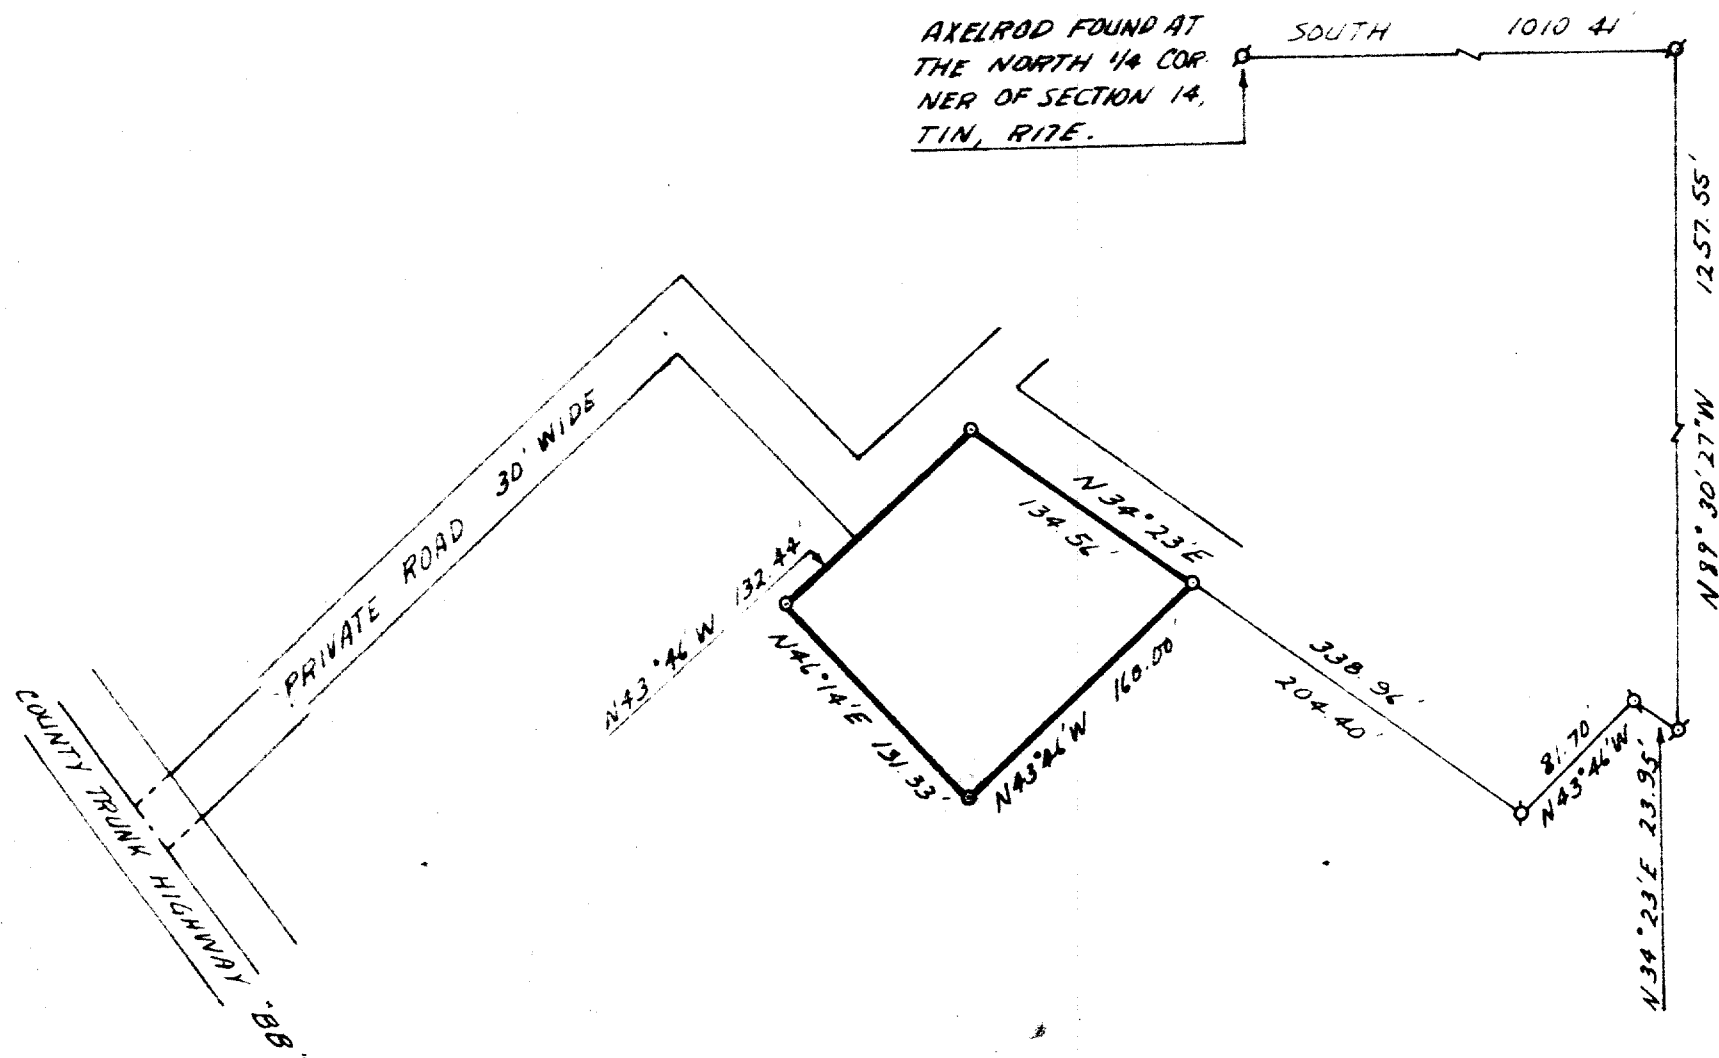 AXELROD FOUND AT
THE NORTH 1/4 COR-
NER OF SECTION 14,
T1N, R17E.
SOUTH 1010.41'
1257.55'
N89°30'27"W
PRIVATE ROAD 30' WIDE
N34°23'E
134.56'
N43°46'W 132.44'
N46°14'E 131.33'
N43°46'W 160.00'
338.96'
204.40'
81.70'
N43°46'W
N34°23'E 23.95'
COUNTY TRUNK HIGHWAY "BB"